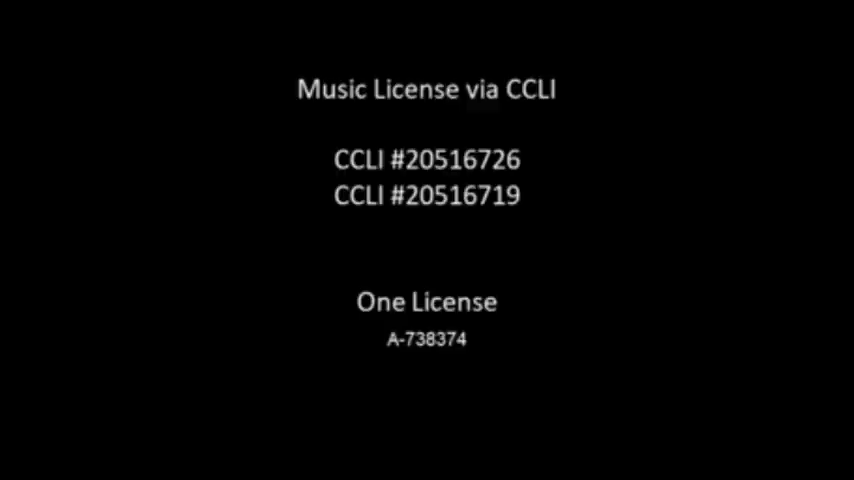 Music License via CCLI
CCLI #20516726
CCLI #20516719
One License
A-738374